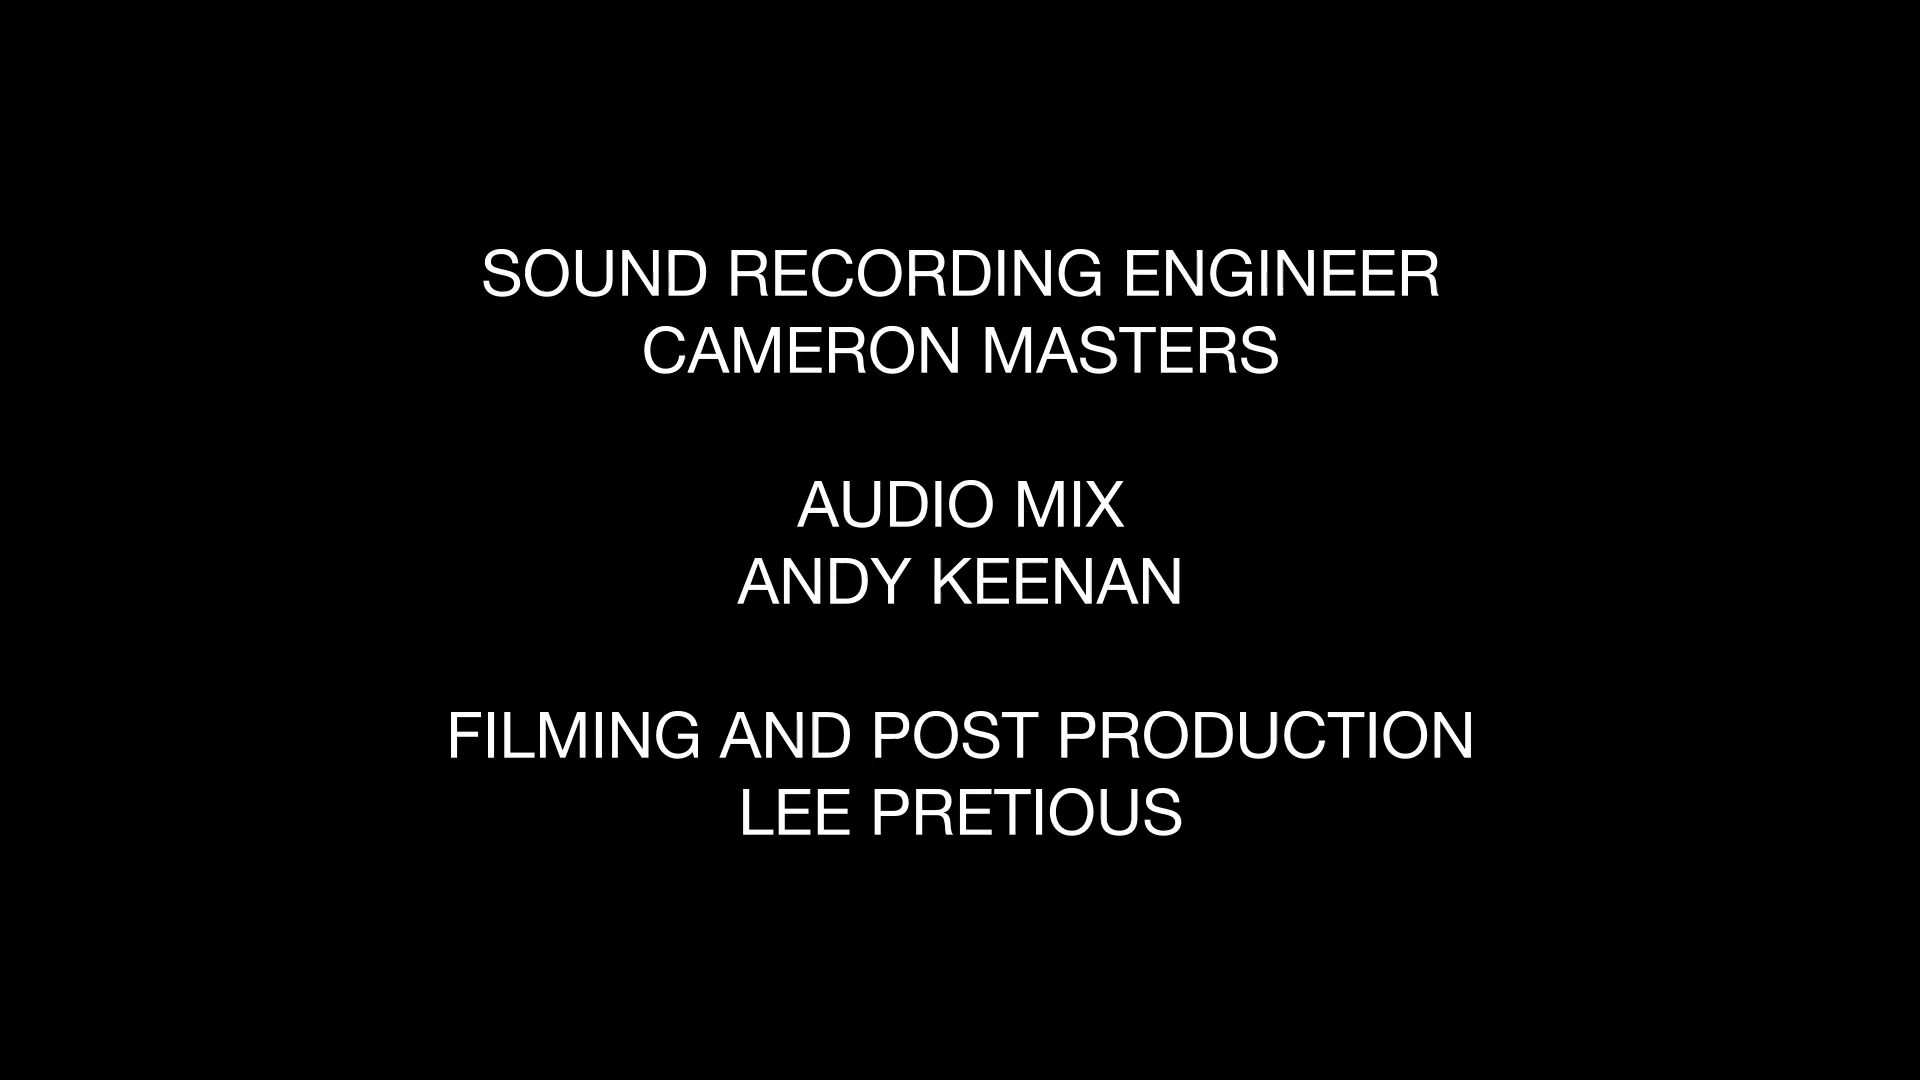 SOUND RECORDING ENGINEER
CAMERON MASTERS
AUDIO MIX
ANDY KEENAN
FILMING AND POST PRODUCTION
LEE PRETIOUS